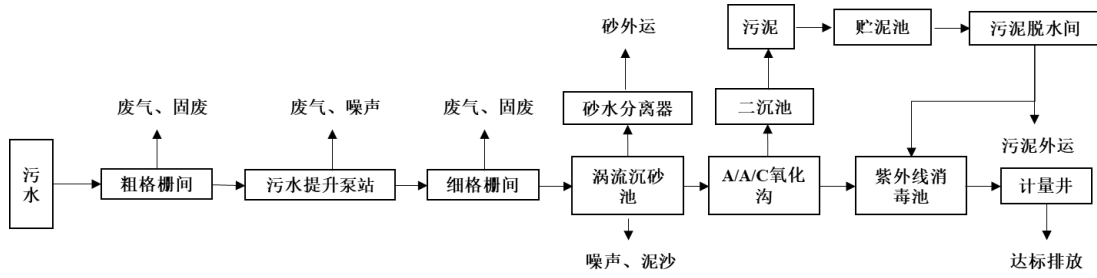 污泥
贮泥池
污泥脱水间
砂外运
废气、固废
废气、噪声
废气、固废
砂水分离器
二沉池
污泥外运
污
水
粗格栅间
污水提升泵站
细格栅间
涡流沉砂
池
A/A/C氧化
沟
紫外线消
毒池
计量井
噪声、泥沙
达标排放